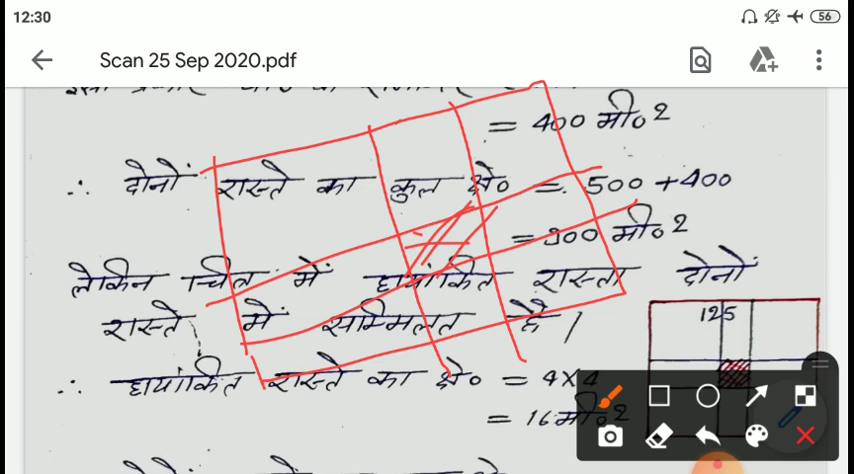 12:30
56
Scan 25 Sep 2020.pdf
= 400 मी० 2
∴ दोनों रास्ते का कुल क्षे० = 500 + 400
= 900 मी० 2
लेकिन चित्र में छायांकित रास्ता दोनों
रास्ते में सम्मिलत है।
125
∴ छायांकित रास्ते का क्षे० = 4 x 4
= 16 मी० 2